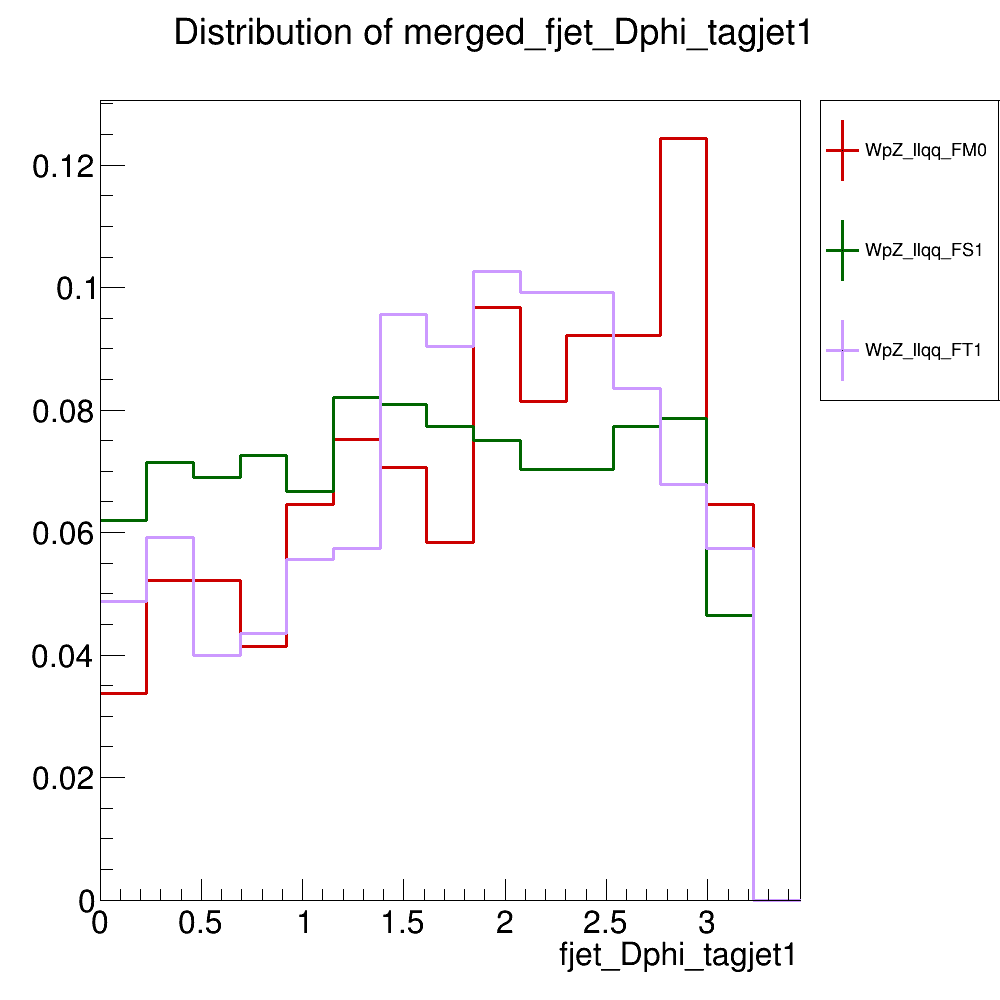 Distribution of merged_fjet_Dphi_tagjet1
0.12
0.1
0.08
0.06
0.04
0.02
0
0 0.5 1 1.5 2 2.5 3
fjet_Dphi_tagjet1
WpZ_llqq_FM0
WpZ_llqq_FS1
WpZ_llqq_FT1